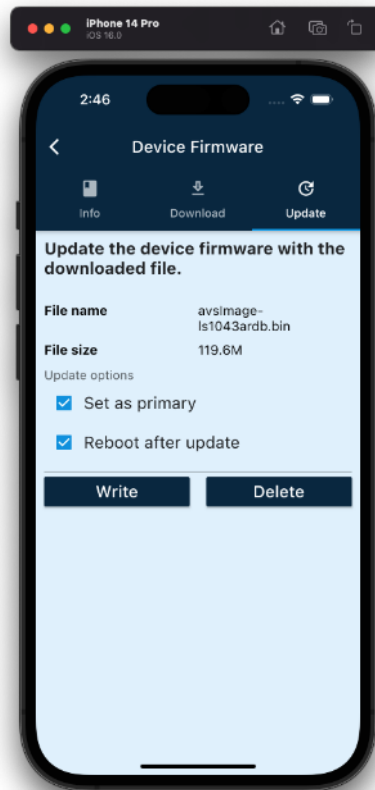 iPhone 14 Pro
iOS 16.0
2:46
Device Firmware
Info Download Update
Update the device firmware with the
downloaded file.
File name avsImage-
ls1043ardb.bin
File size 119.6M
Update options
Set as primary
Reboot after update
Write Delete